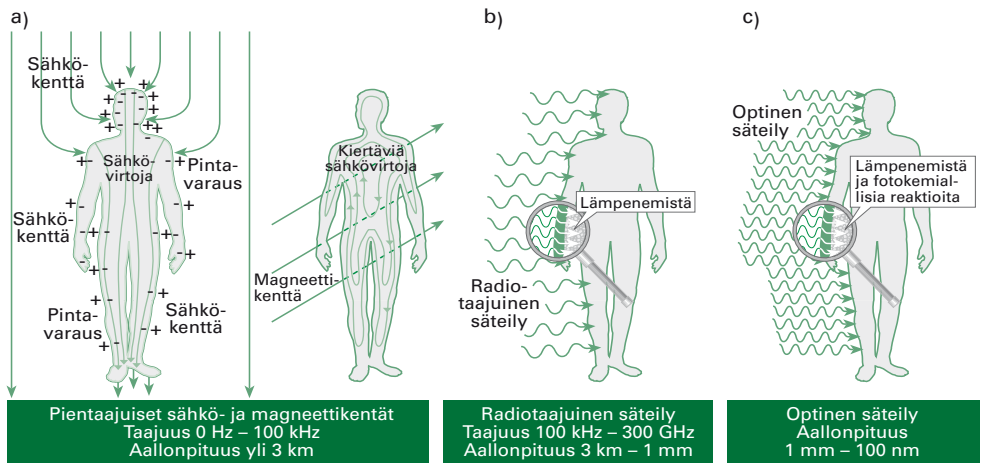 a)
Sähkö-
kenttä
Sähkö-
virtoja
Pinta-
varaus
Sähkö-
kenttä
Pinta-
varaus
Sähkö-
kenttä
Kiertäviä
sähkövirtoja
Magneetti-
kenttä
Pientaajuiset sähkö- ja magneettikentät
Taajuus 0 Hz – 100 kHz
Aallonpituus yli 3 km
b)
Lämpenemistä
Radio-
taajuinen
säteily
Radiotaajuinen säteily
Taajuus 100 kHz – 300 GHz
Aallonpituus 3 km – 1 mm
c)
Optinen
säteily
Lämpenemistä
ja fotokemial-
lisia reaktioita
Optinen säteily
Aallonpituus
1 mm – 100 nm